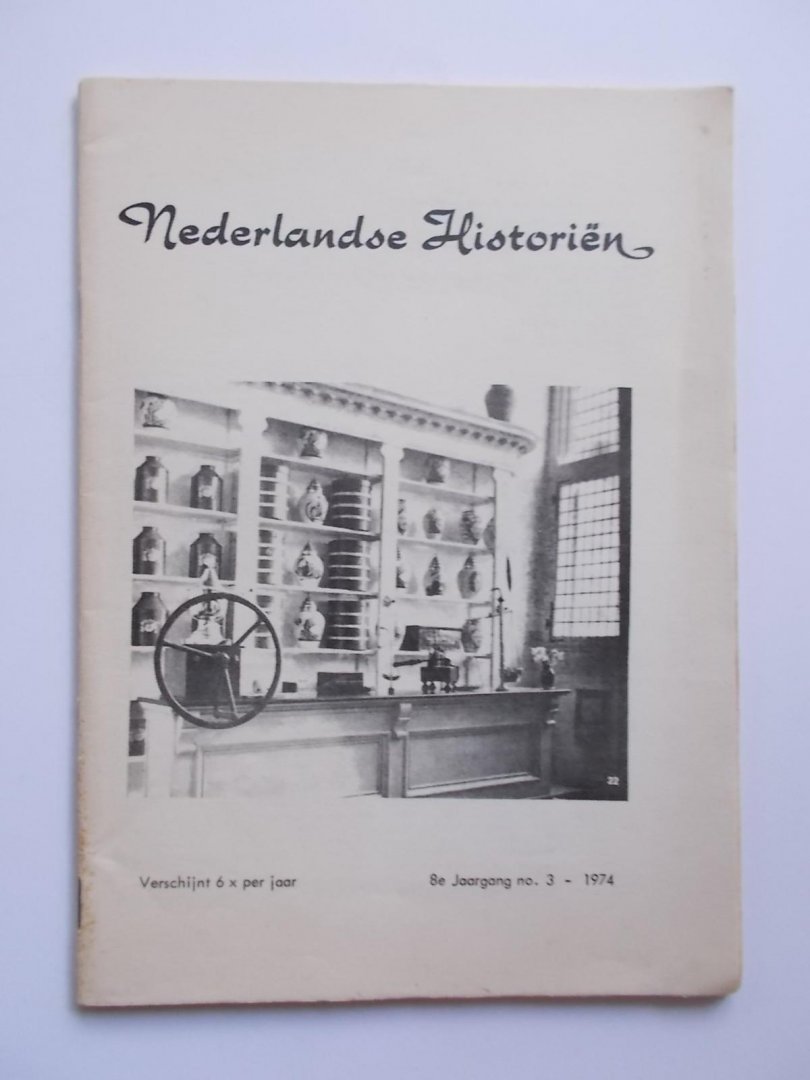 Nederlandse Historiën
22
Verschijnt 6 x per jaar
8e Jaargang no. 3 - 1974